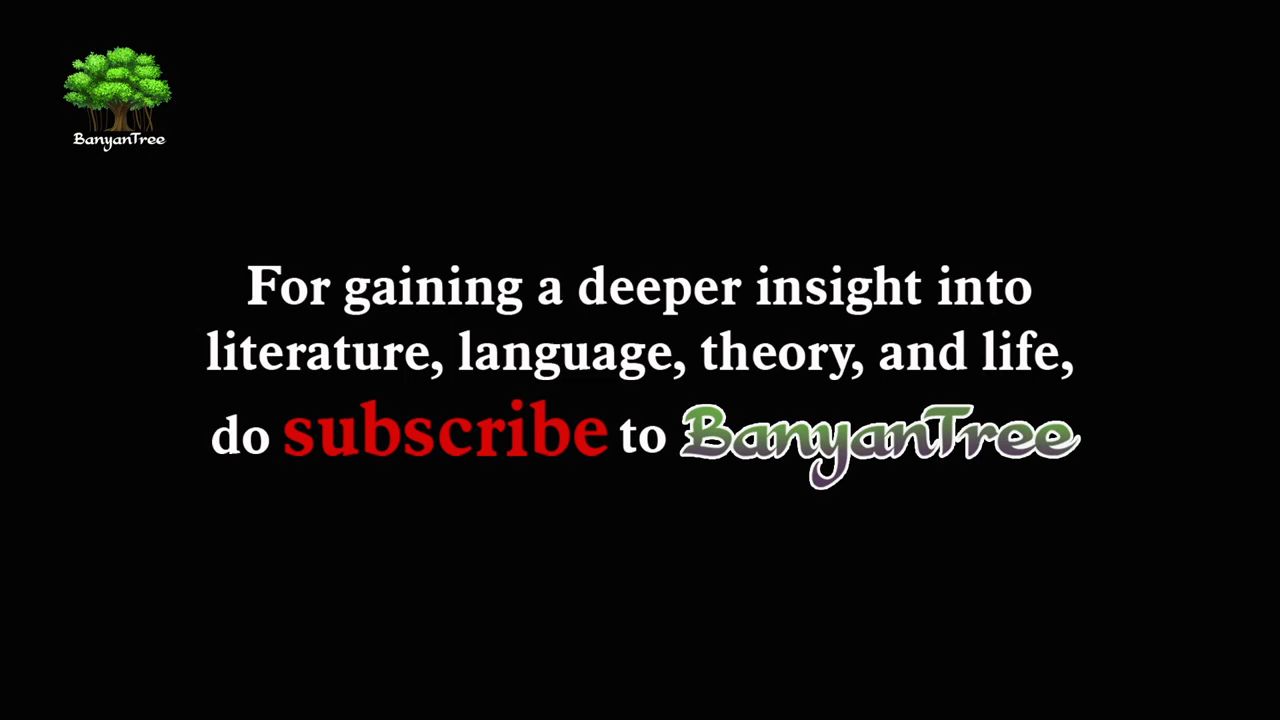 BanyanTree
For gaining a deeper insight into
literature, language, theory, and life,
do subscribe to BanyanTree